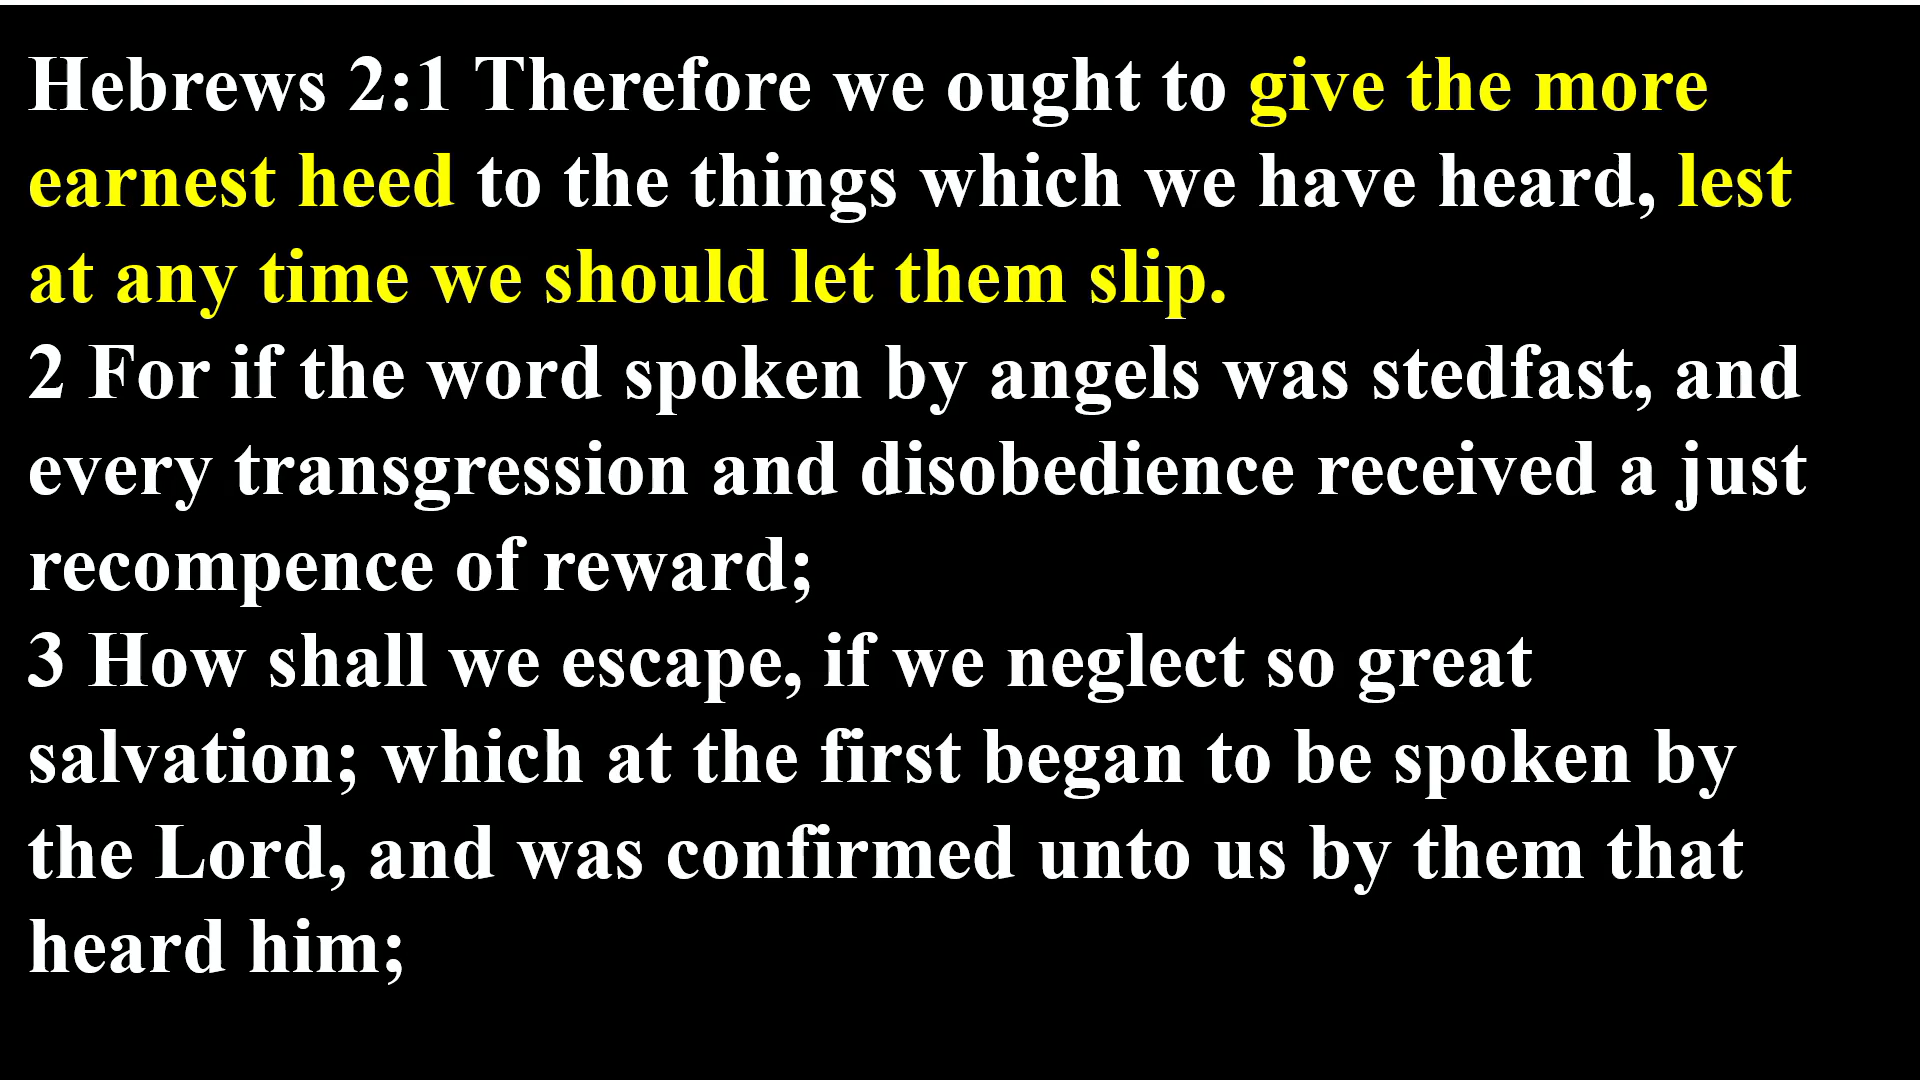 Hebrews 2:1 Therefore we ought to give the more
earnest heed to the things which we have heard, lest
at any time we should let them slip.
2 For if the word spoken by angels was stedfast, and
every transgression and disobedience received a just
recompence of reward;
3 How shall we escape, if we neglect so great
salvation; which at the first began to be spoken by
the Lord, and was confirmed unto us by them that
heard him;